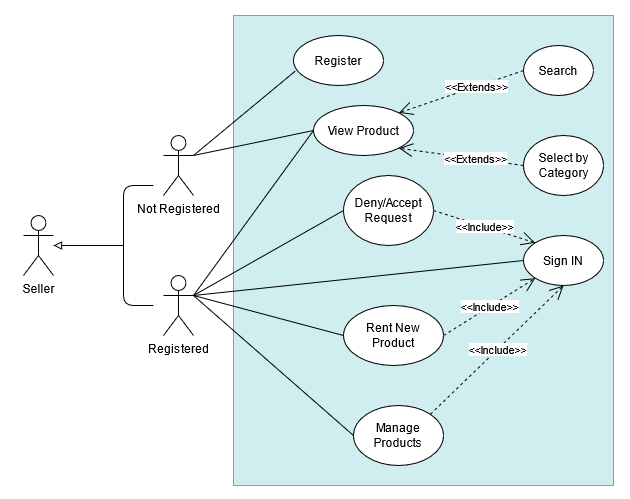 Register
Search
<<Extends>>
View Product
<<Extends>>
Select by
Category
Not Registered
Deny/Accept
Request
<<Include>>
Sign IN
Seller
<<Include>>
Rent New
Product
Registered
<<Include>>
Manage
Products